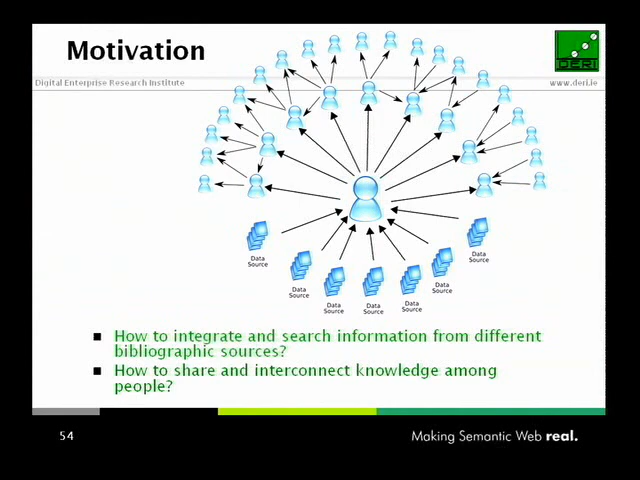 Motivation
DERI
Digital Enterprise Research Institute
www.deri.ie
Data
Source
Data
Source
Data
Source
Data
Source
Data
Source
Data
Source
Data
Source
■ How to integrate and search information from different
bibliographic sources?
■ How to share and interconnect knowledge among
people?
54
Making Semantic Web real.